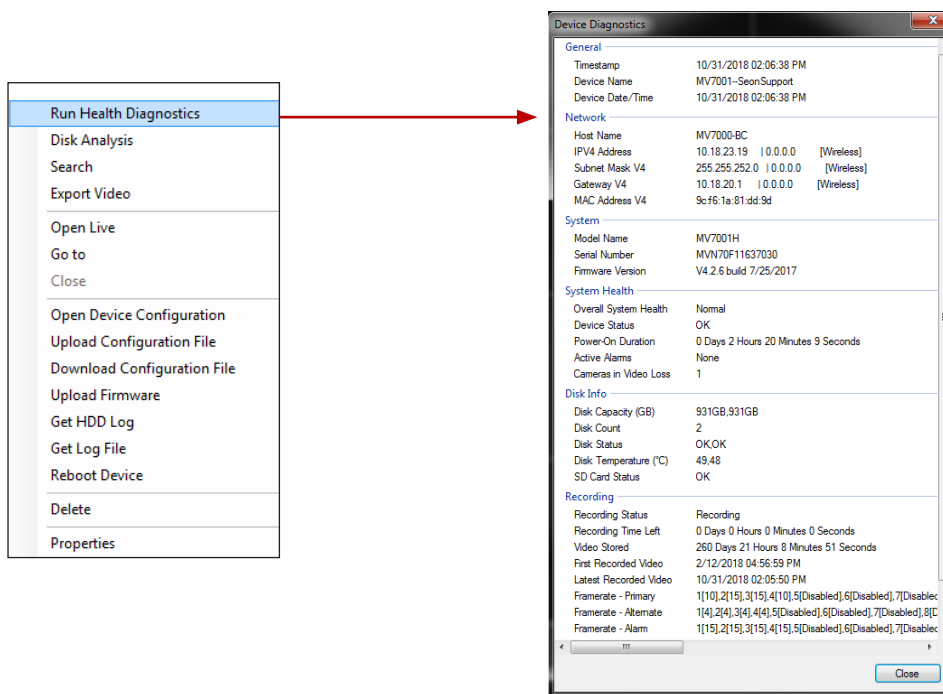 Run Health Diagnostics
Disk Analysis
Search
Export Video
Open Live
Go to
Close
Open Device Configuration
Upload Configuration File
Download Configuration File
Upload Firmware
Get HDD Log
Get Log File
Reboot Device
Delete
Properties
Device Diagnostics
General
Timestamp 10/31/2018 02:06:38 PM
Device Name MV7001--SeonSupport
Device Date/Time 10/31/2018 02:06:38 PM
Network
Host Name MV7000-BC
IPV4 Address 10.18.23.19 | 0.0.0.0 [Wireless]
Subnet Mask V4 255.255.252.0 | 0.0.0.0 [Wireless]
Gateway V4 10.18.20.1 | 0.0.0.0 [Wireless]
MAC Address V4 9c:f6:1a:81:dd:9d
System
Model Name MV7001H
Serial Number MVN70F11637030
Firmware Version V4.2.6 build 7/25/2017
System Health
Overall System Health Normal
Device Status OK
Power-On Duration 0 Days 2 Hours 20 Minutes 9 Seconds
Active Alarms None
Cameras in Video Loss 1
Disk Info
Disk Capacity (GB) 931GB,931GB
Disk Count 2
Disk Status OK,OK
Disk Temperature (°C) 49,48
SD Card Status OK
Recording
Recording Status Recording
Recording Time Left 0 Days 0 Hours 0 Minutes 0 Seconds
Video Stored 260 Days 21 Hours 8 Minutes 51 Seconds
First Recorded Video 2/12/2018 04:56:59 PM
Latest Recorded Video 10/31/2018 02:05:50 PM
Framerate - Primary 1[10],2[15],3[15],4[10],5[Disabled],6[Disabled],7[Disablec
Framerate - Alternate 1[4],2[4],3[4],4[4],5[Disabled],6[Disabled],7[Disabled],8[D
Framerate - Alarm 1[15],2[15],3[15],4[15],5[Disabled],6[Disabled],7[Disablec
Close